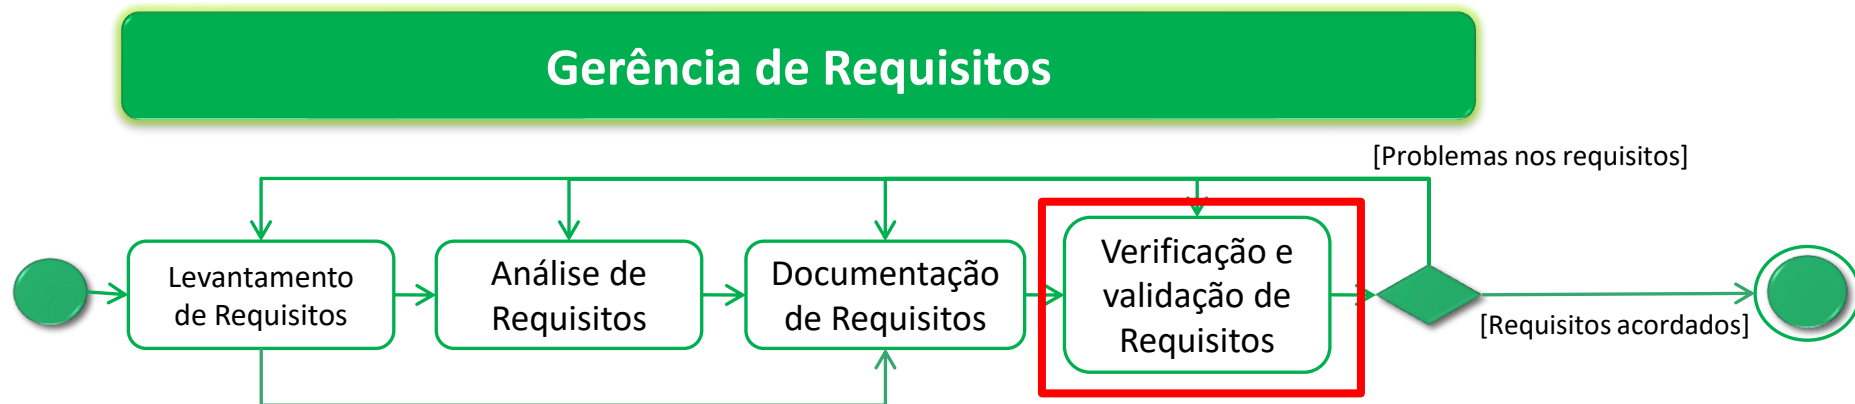 Gerência de Requisitos
[Problemas nos requisitos]
Levantamento
de Requisitos
Análise de
Requisitos
Documentação
de Requisitos
Verificação e
validação de
Requisitos
[Requisitos acordados]